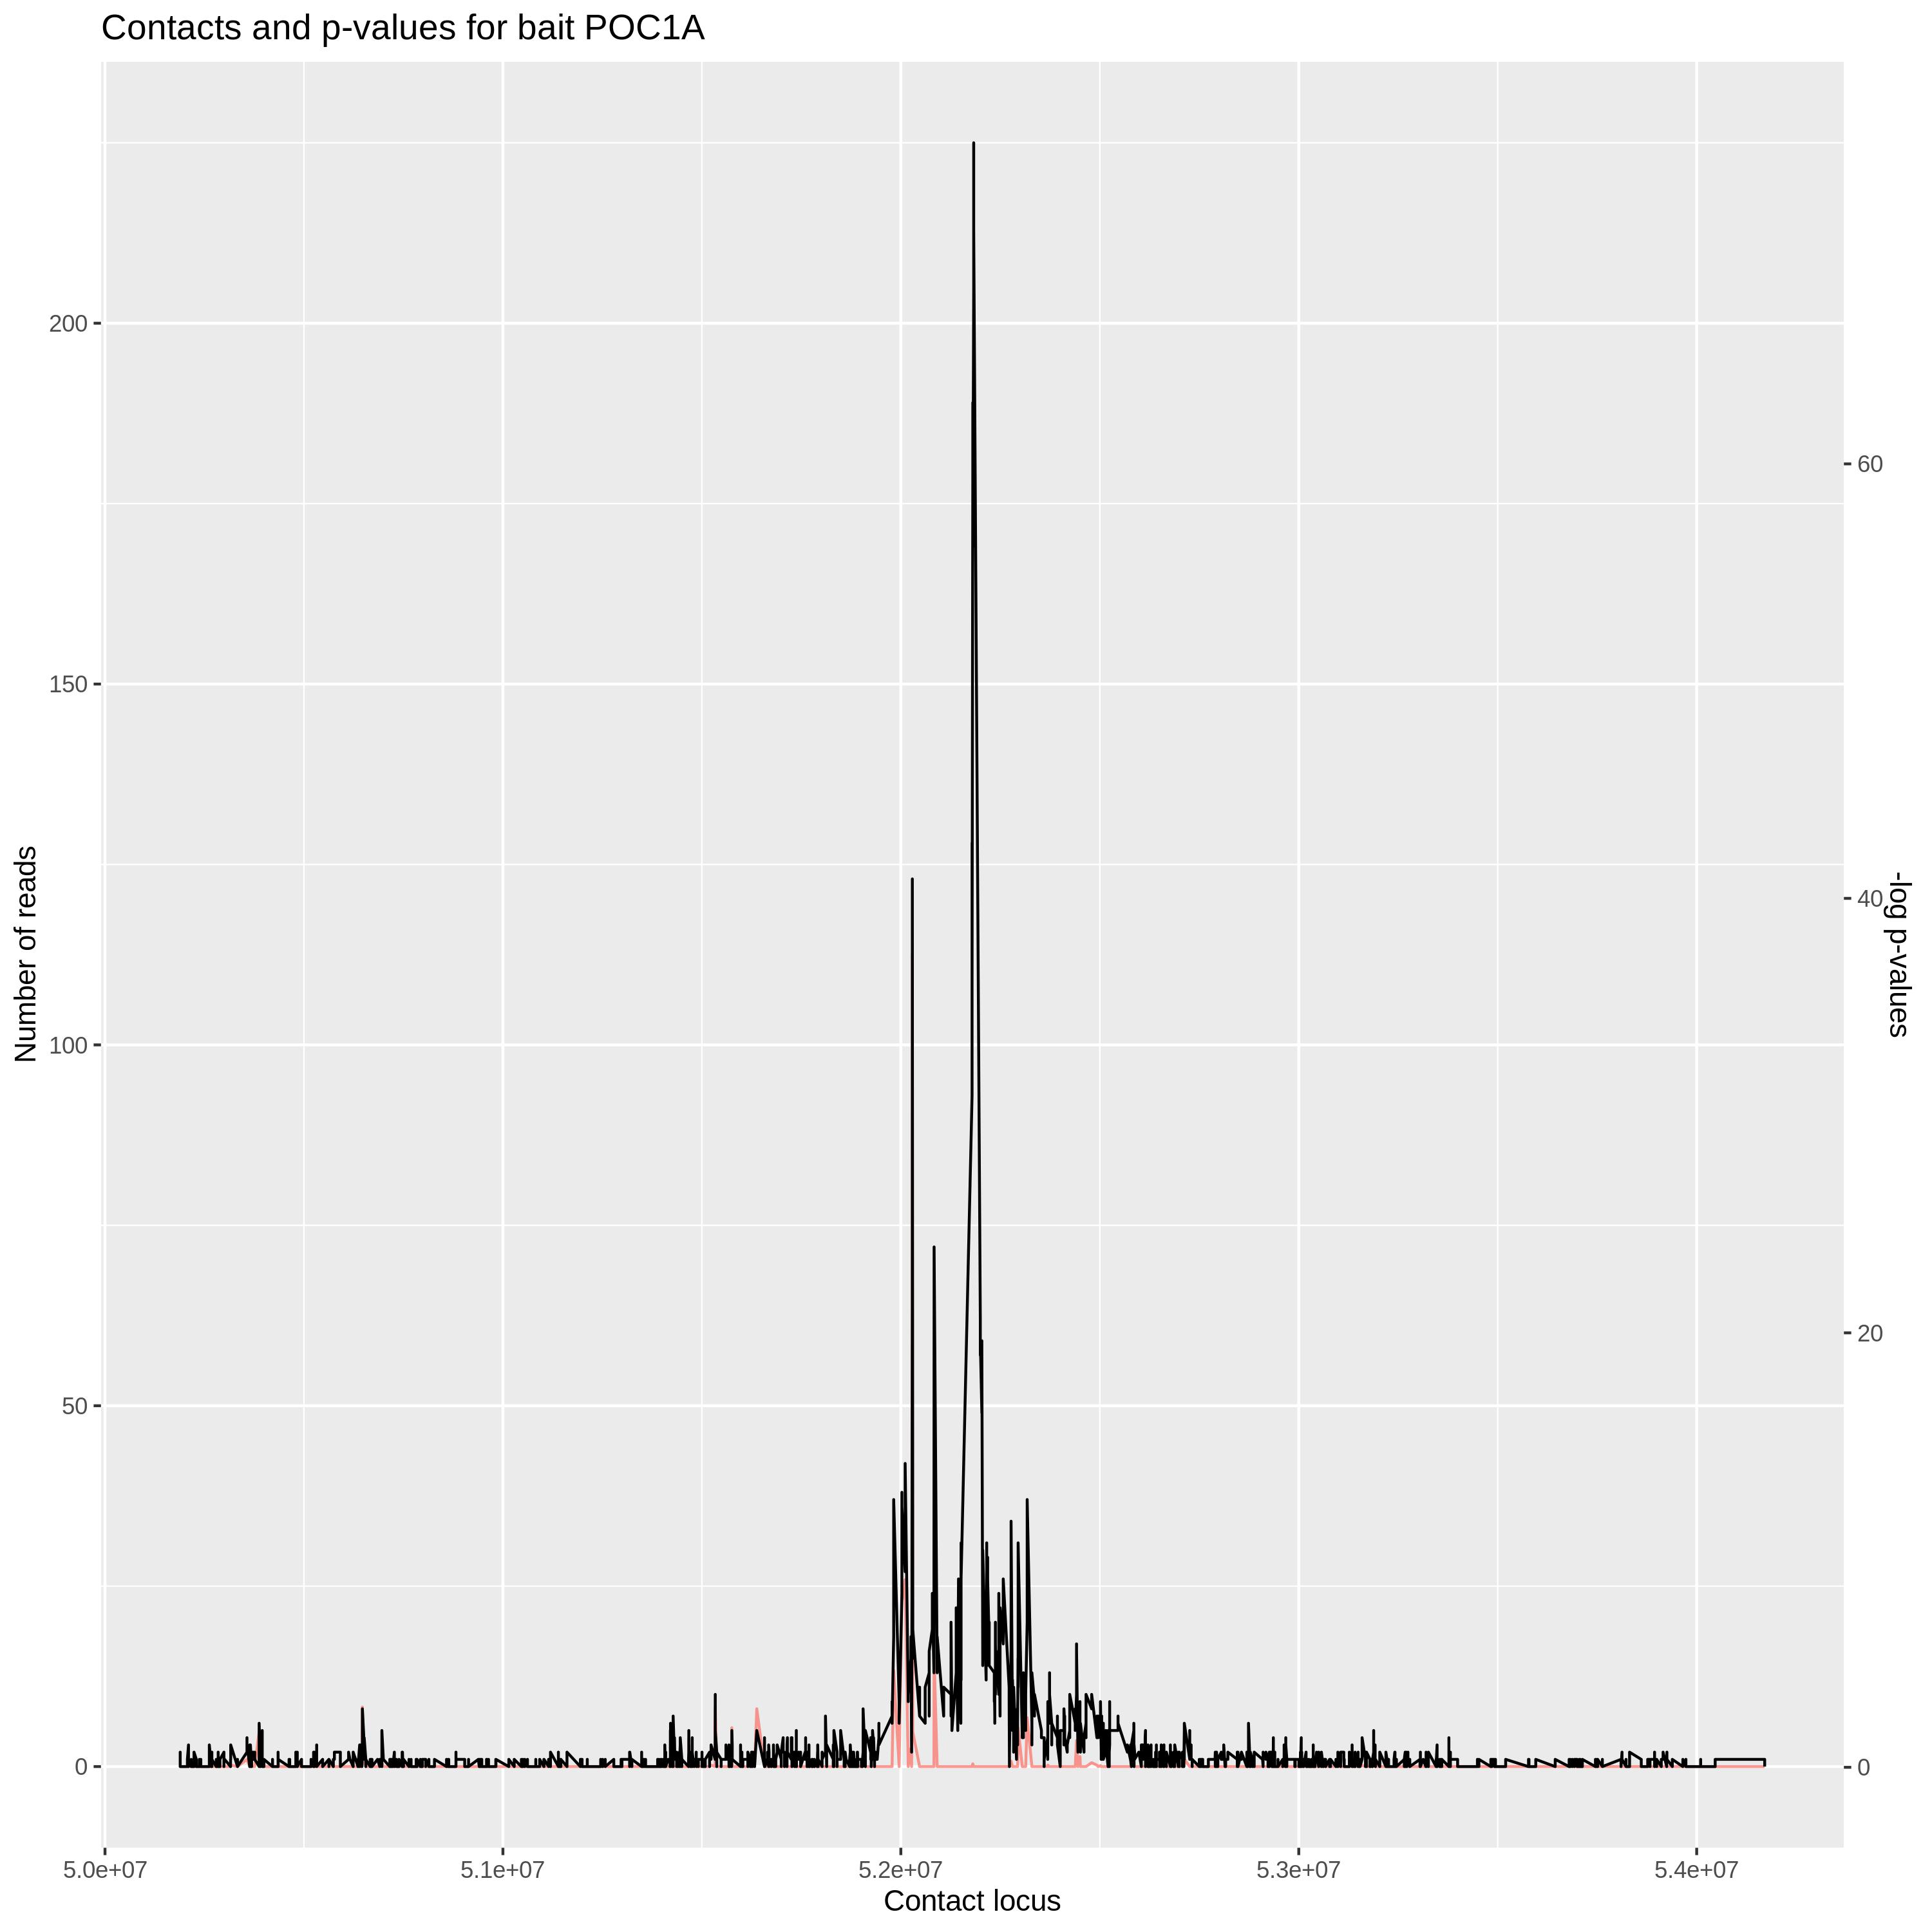 Contacts and p-values for bait POC1A
200
150
100
50
0
Number of reads
60
40
20
0
-log p-values
5.0e+07 5.1e+07 5.2e+07 5.3e+07 5.4e+07
Contact locus